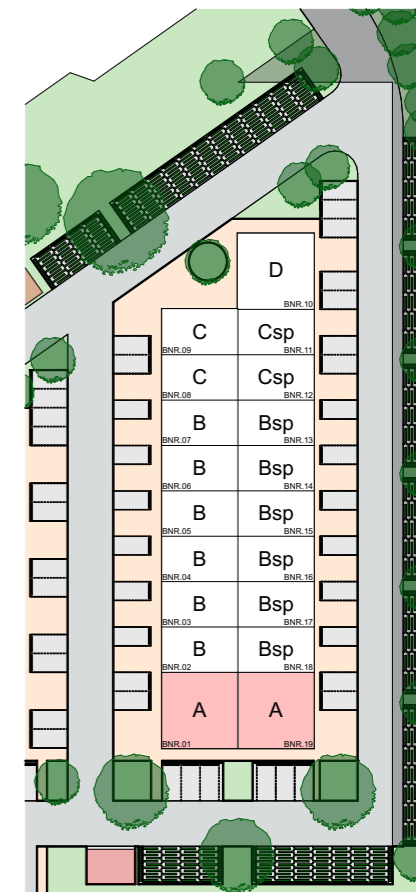 D
BNR.10
C
Csp
BNR.09
BNR.11
C
Csp
BNR.08
BNR.12
B
Bsp
BNR.07
BNR.13
B
Bsp
BNR.06
BNR.14
B
Bsp
BNR.05
BNR.15
B
Bsp
BNR.04
BNR.16
B
Bsp
BNR.03
BNR.17
B
Bsp
BNR.02
BNR.18
A
A
BNR.01
BNR.19